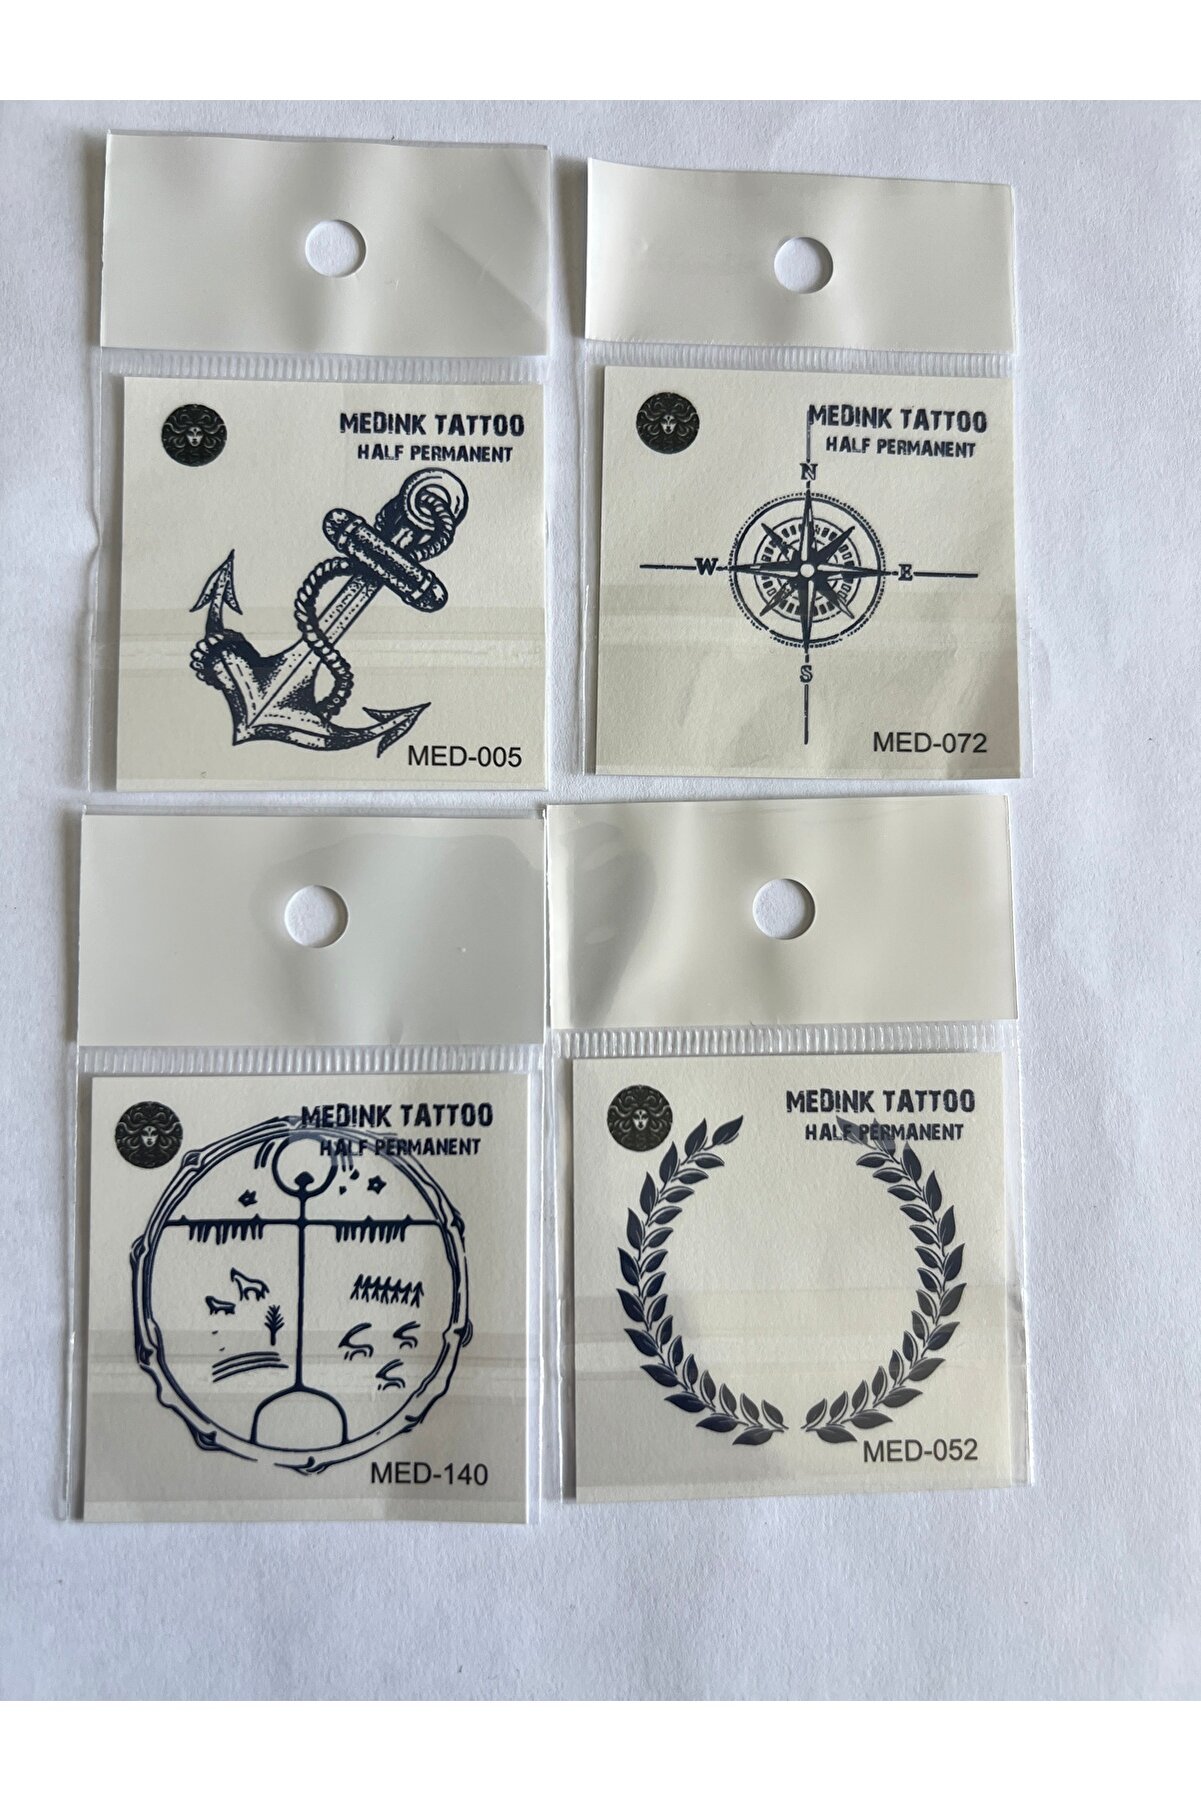 MEDINK TATTOO
HALF PERMANENT
MED-005
MEDINK TATTOO
HALF PERMANENT
N
W E
S
MED-072
MEDINK TATTOO
HALF PERMANENT
MED-140
MEDINK TATTOO
HALF PERMANENT
MED-052